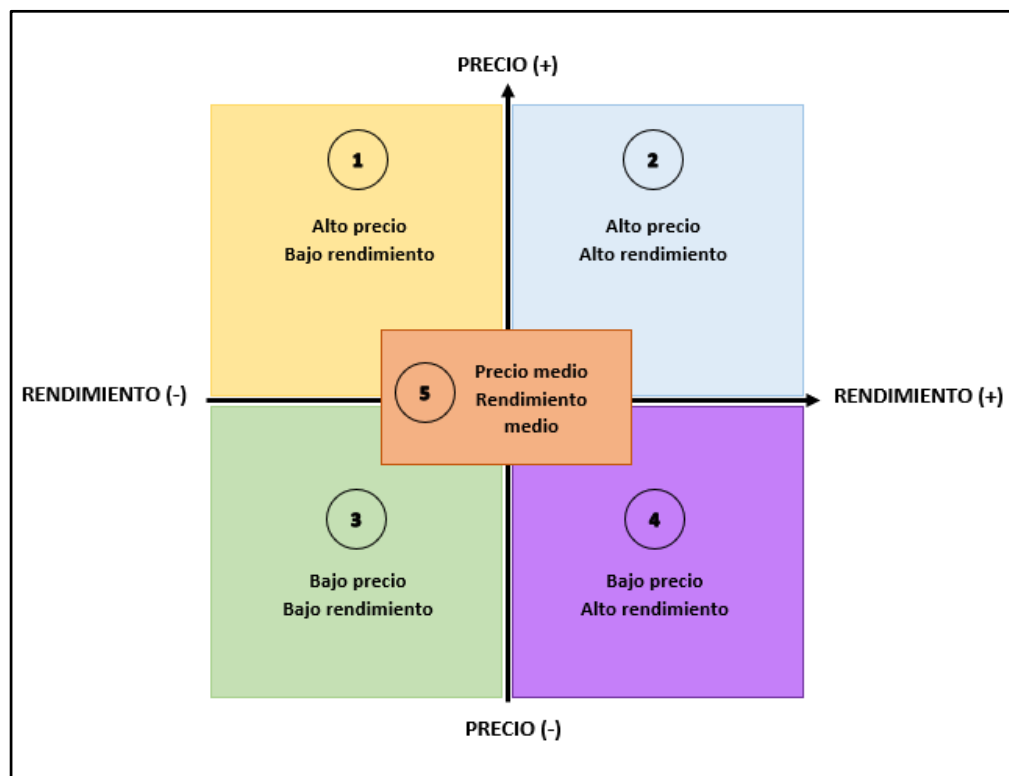 PRECIO (+)
1
Alto precio
Bajo rendimiento
2
Alto precio
Alto rendimiento
RENDIMIENTO (-)
5
Precio medio
Rendimiento
medio
RENDIMIENTO (+)
3
Bajo precio
Bajo rendimiento
4
Bajo precio
Alto rendimiento
PRECIO (-)